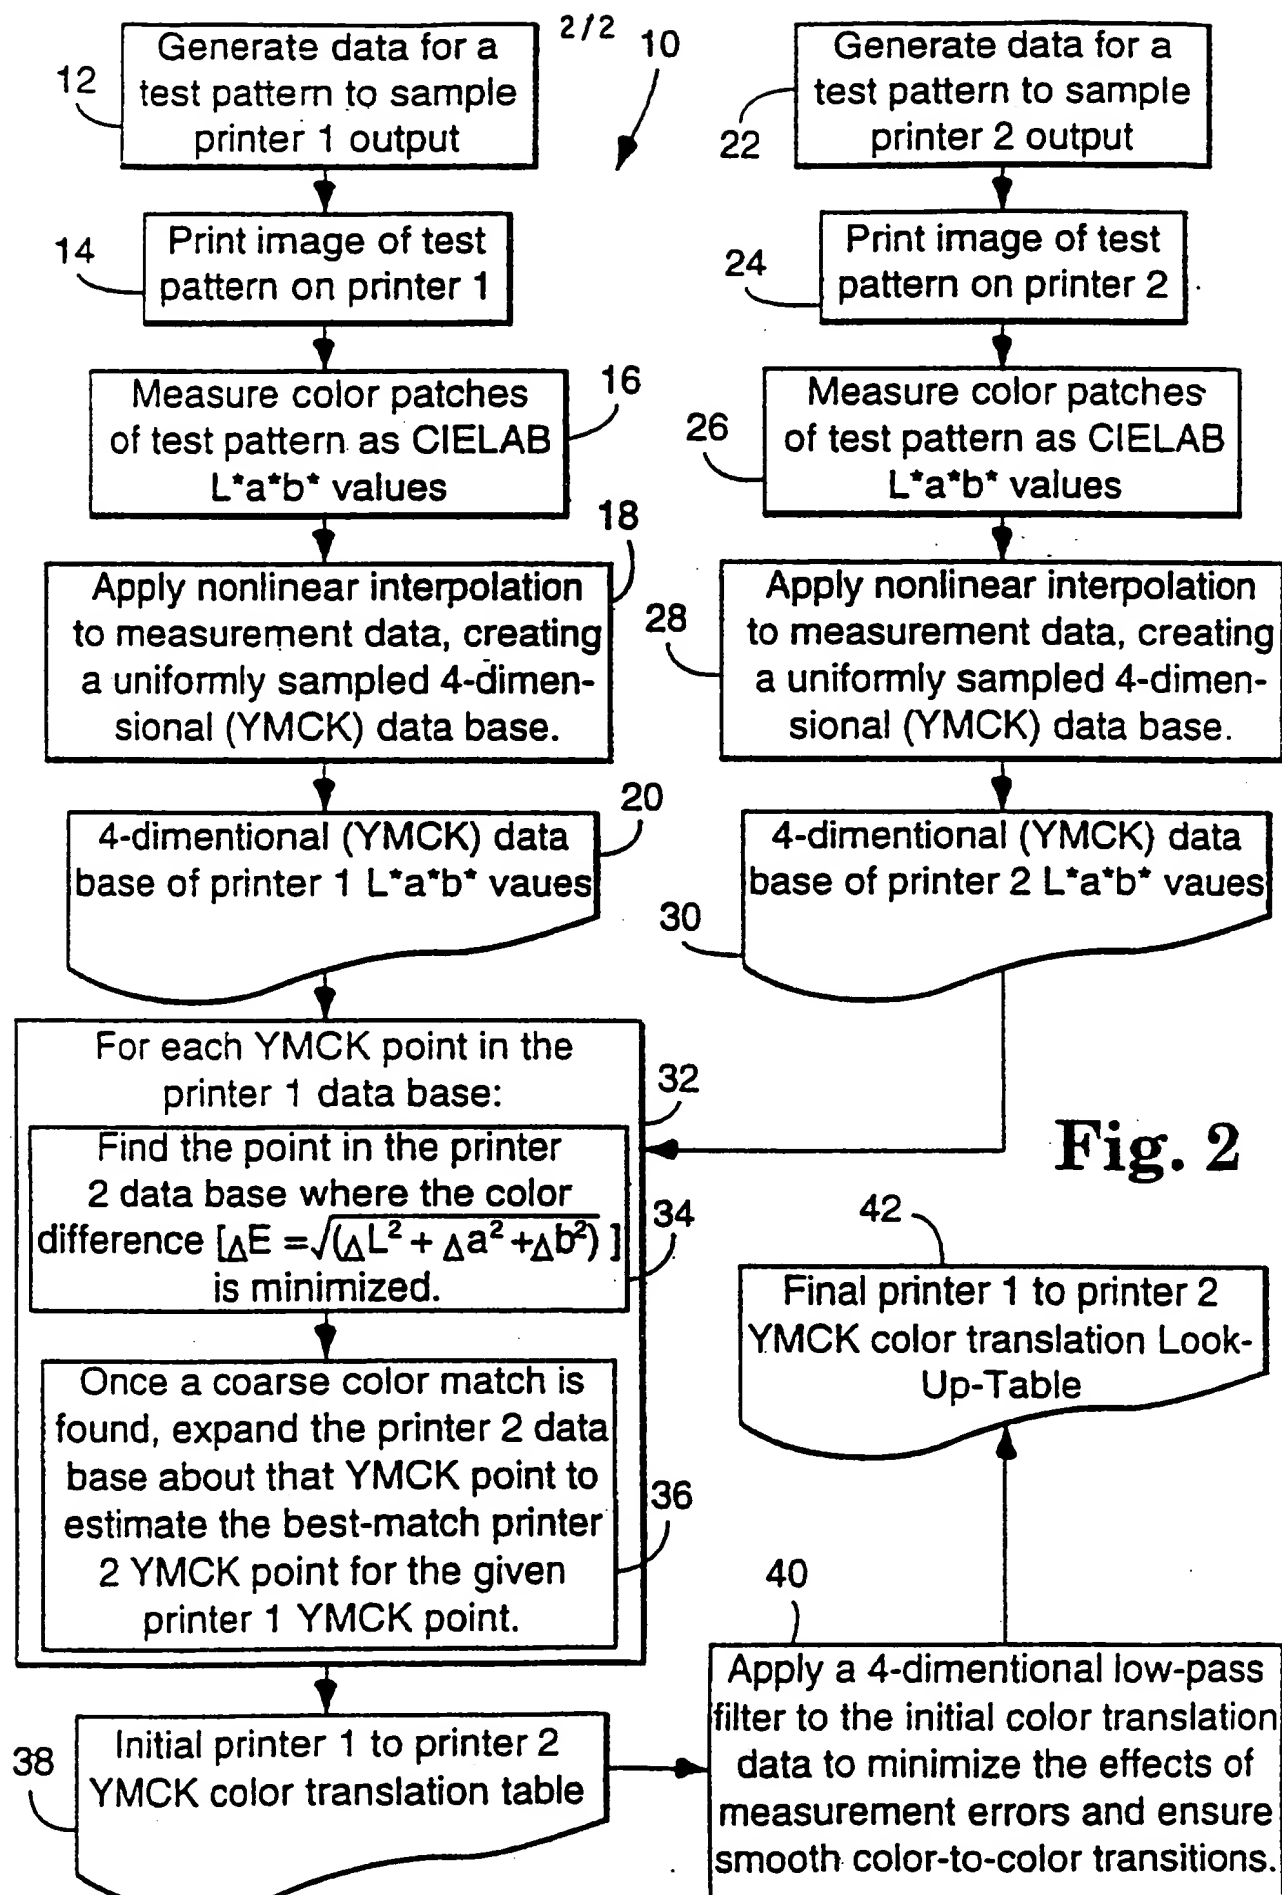 2/2
10
12
Generate data for a
test pattern to sample
printer 1 output
14
Print image of test
pattern on printer 1
16
Measure color patches
of test pattern as CIELAB
L*a*b* values
18
Apply nonlinear interpolation
to measurement data, creating
a uniformly sampled 4-dimen-
sional (YMCK) data base.
20
4-dimentional (YMCK) data
base of printer 1 L*a*b* vaues
22
Generate data for a
test pattern to sample
printer 2 output
24
Print image of test
pattern on printer 2
26
Measure color patches
of test pattern as CIELAB
L*a*b* values
28
Apply nonlinear interpolation
to measurement data, creating
a uniformly sampled 4-dimen-
sional (YMCK) data base.
30
4-dimentional (YMCK) data
base of printer 2 L*a*b* vaues
32
For each YMCK point in the
printer 1 data base:
34
Find the point in the printer
2 data base where the color
difference [ΔE =√(ΔL² + Δa² +Δb²) ]
is minimized.
36
Once a coarse color match is
found, expand the printer 2 data
base about that YMCK point to
estimate the best-match printer
2 YMCK point for the given
printer 1 YMCK point.
38
Initial printer 1 to printer 2
YMCK color translation table
40
Apply a 4-dimentional low-pass
filter to the initial color translation
data to minimize the effects of
measurement errors and ensure
smooth color-to-color transitions.
42
Final printer 1 to printer 2
YMCK color translation Look-
Up-Table
Fig. 2